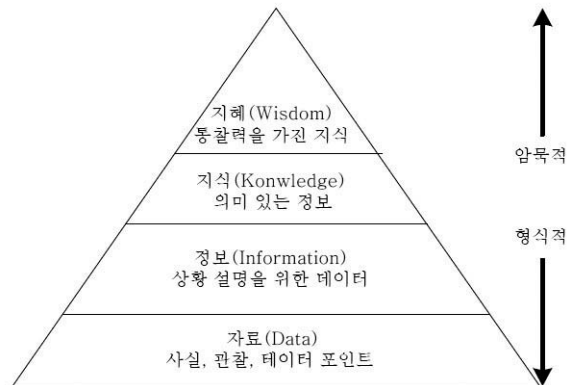 지혜(Wisdom)
통찰력을 가진 지식
지식(Konwledge)
의미 있는 정보
정보(Information)
상황 설명을 위한 데이터
자료(Data)
사실, 관찰, 테이터 포인트
암묵적
형식적